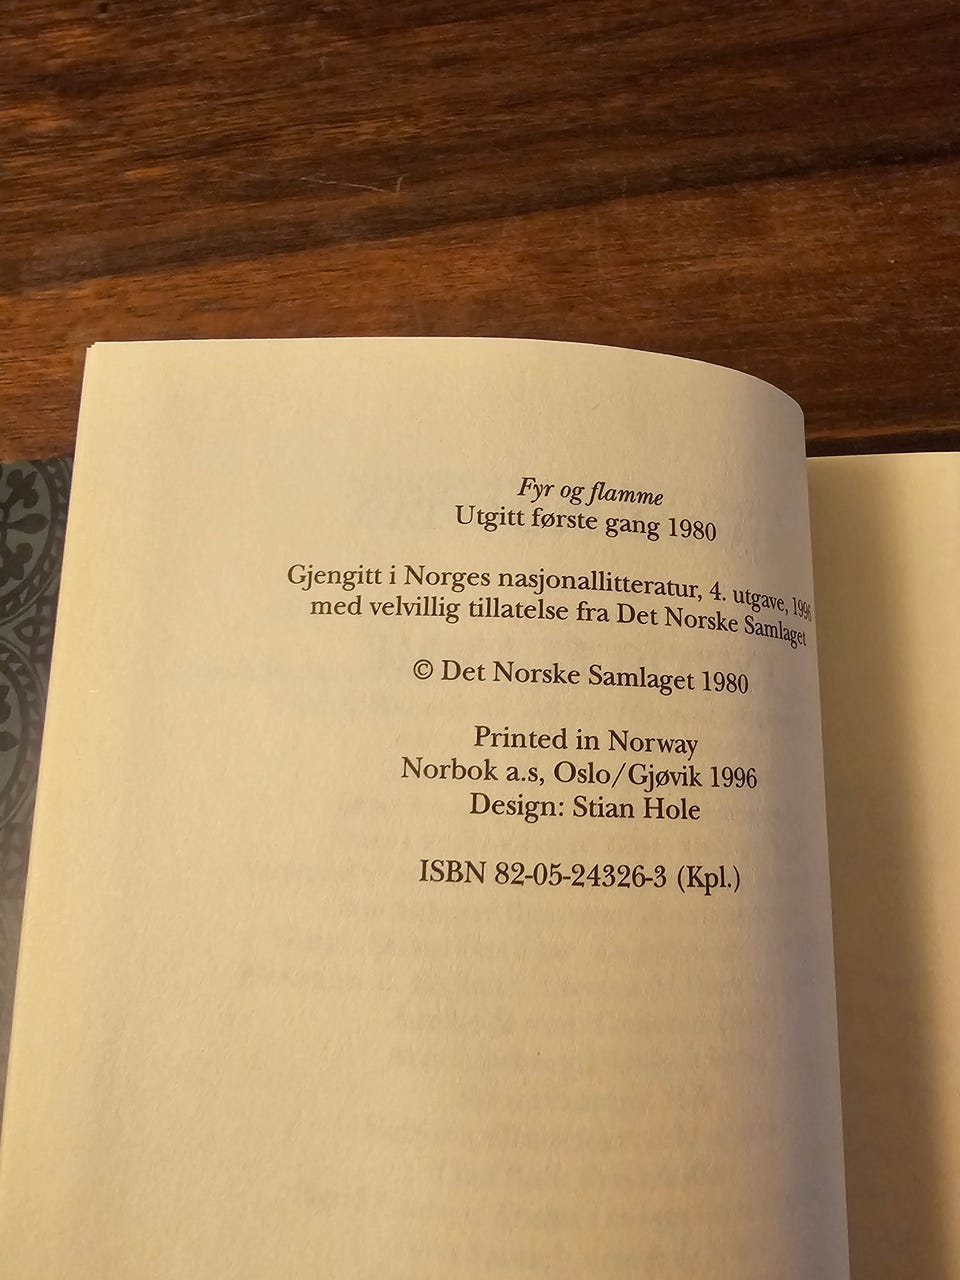 Fyr og flamme
Utgitt første gang 1980
Gjengitt i Norges nasjonallitteratur, 4. utgave, 1996
med velvillig tillatelse fra Det Norske Samlaget
© Det Norske Samlaget 1980
Printed in Norway
Norbok a.s, Oslo/Gjøvik 1996
Design: Stian Hole
ISBN 82-05-24326-3 (Kpl.)